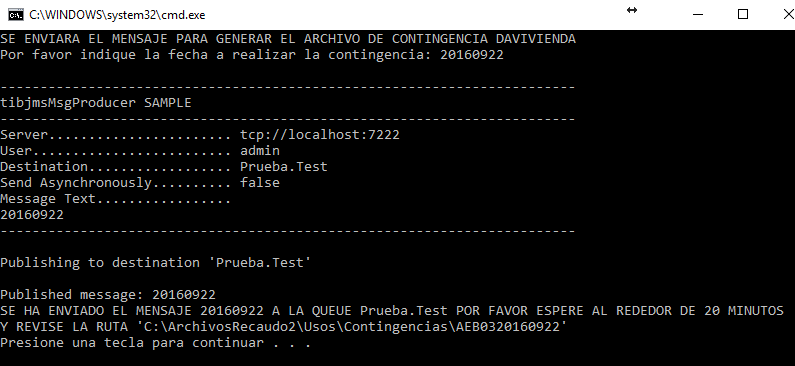 C:\WINDOWS\system32\cmd.exe
SE ENVIARA EL MENSAJE PARA GENERAR EL ARCHIVO DE CONTINGENCIA DAVIVIENDA
Por favor indique la fecha a realizar la contingencia: 20160922
------------------------------------------------------------------------
tibjmsMsgProducer SAMPLE
------------------------------------------------------------------------
Server....................... tcp://localhost:7222
User......................... admin
Destination.................. Prueba.Test
Send Asynchronously.......... false
Message Text.................
20160922
------------------------------------------------------------------------
Publishing to destination 'Prueba.Test'
Published message: 20160922
SE HA ENVIADO EL MENSAJE 20160922 A LA QUEUE Prueba.Test POR FAVOR ESPERE AL REDEDOR DE 20 MINUTOS
Y REVISE LA RUTA 'C:\ArchivosRecaudo2\Usos\Contingencias\AEB0320160922'
Presione una tecla para continuar . . .